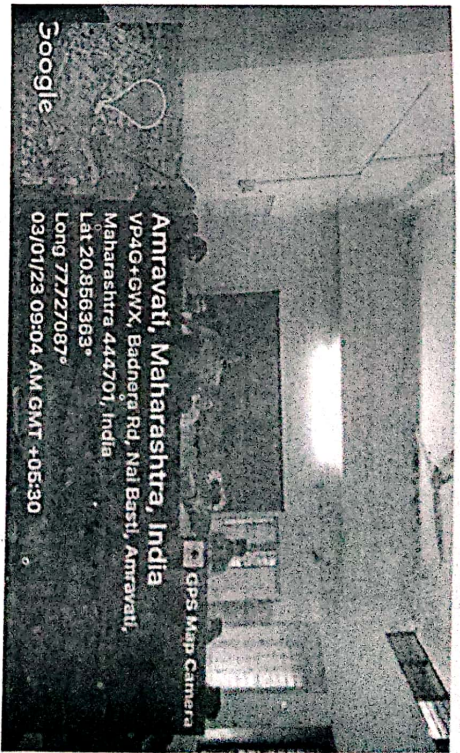 GPS Map Camera
Amravati, Maharashtra, India
VP4G+GWX, Badnera Rd, Nai Basti, Amravati,
Maharashtra 444701, India
Lat 20.856363°
Long 77.727087°
03/01/23 09:04 AM GMT +05:30
Google